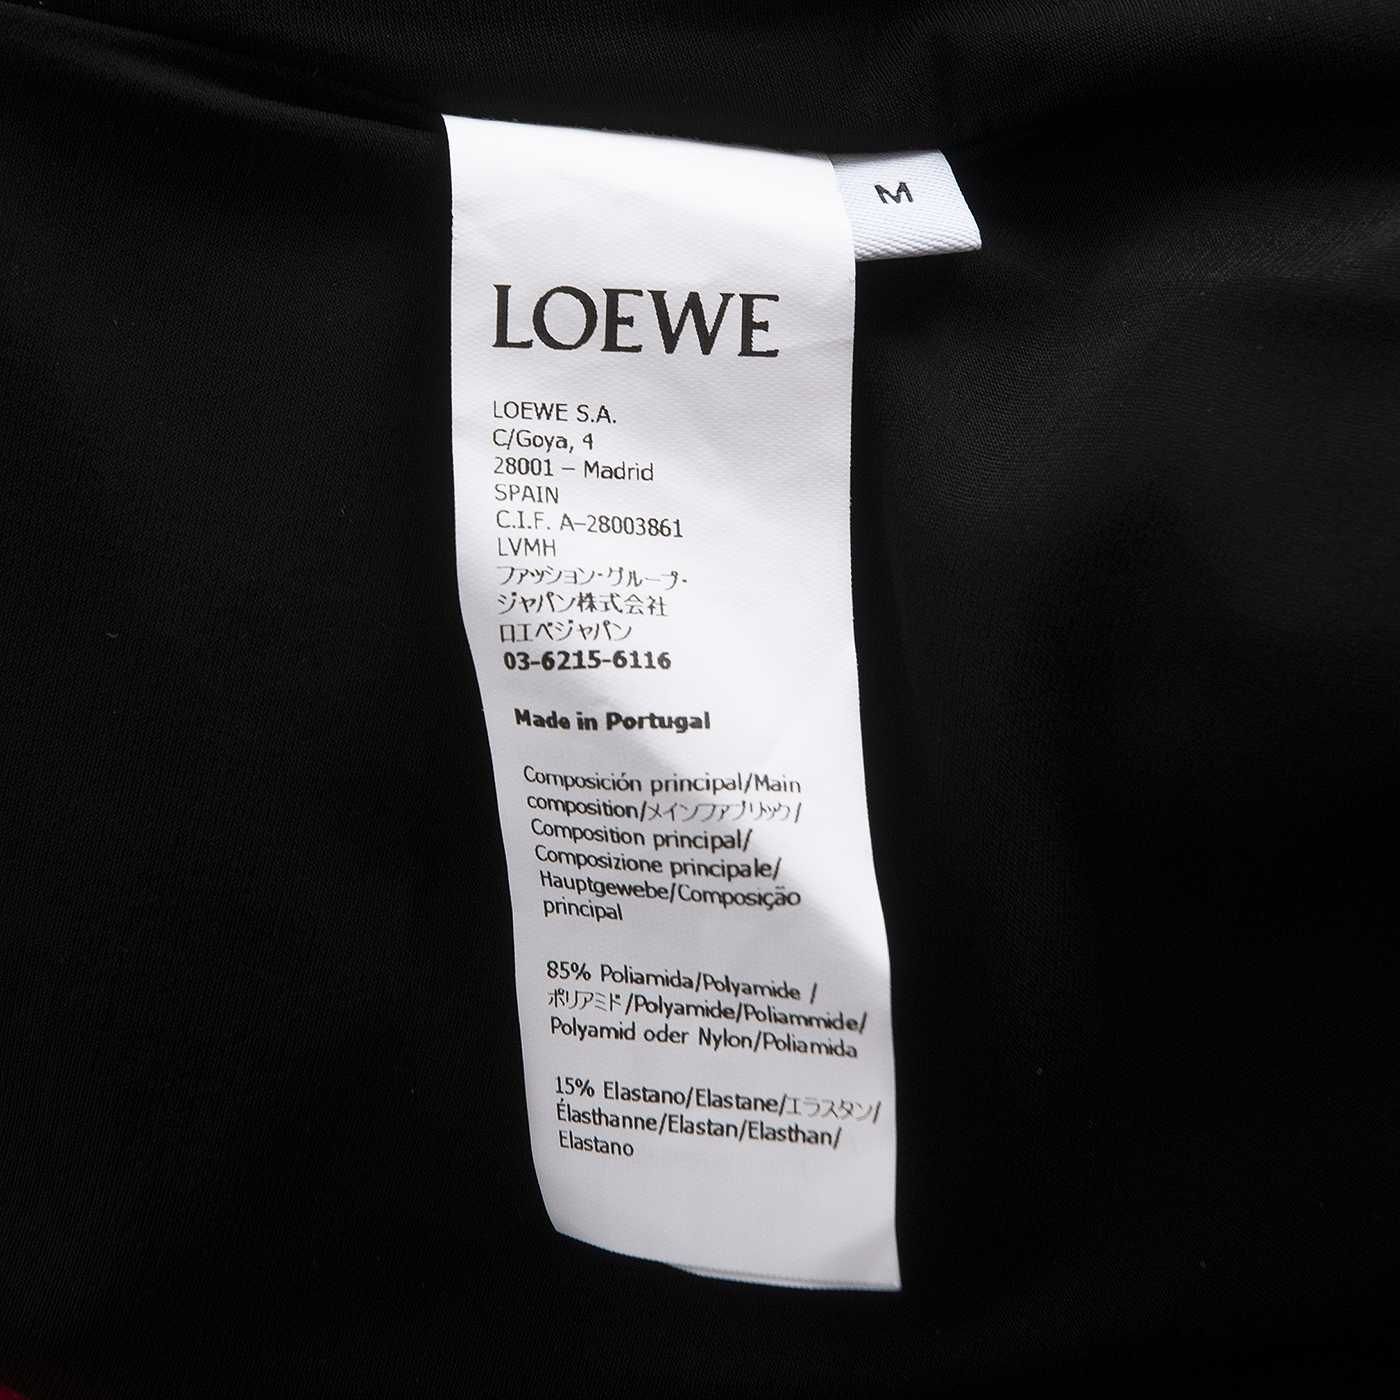 M
LOEWE
LOEWE S.A.
C/Goya, 4
28001 – Madrid
SPAIN
C.I.F. A–28003861
LVMH
ファッション・グループ・
ジャパン株式会社
ロエベジャパン
03-6215-6116
Made in Portugal
Composición principal/Main
composition/メインファブリック/
Composition principal/
Composizione principale/
Hauptgewebe/Composição
principal
85% Poliamida/Polyamide /
ポリアミド/Polyamide/Poliammide/
Polyamid oder Nylon/Poliamida
15% Elastano/Elastane/エラスタン/
Élasthanne/Elastan/Elasthan/
Elastano